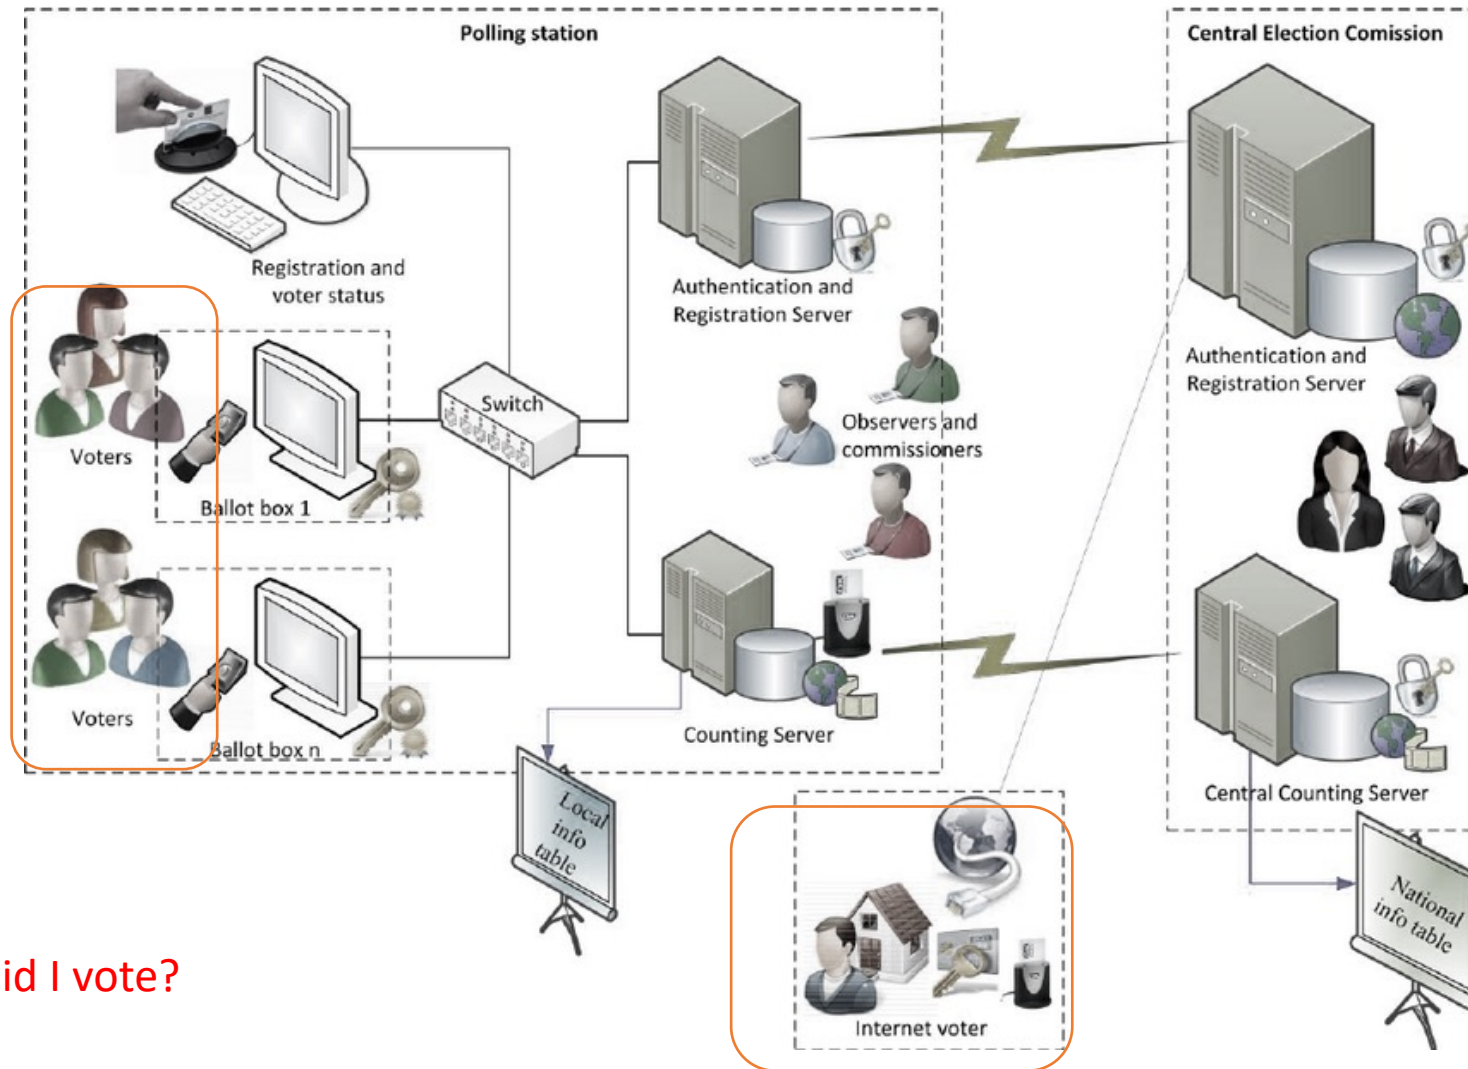 Polling station
Central Election Comission
Registration and
voter status
Authentication and
Registration Server
Authentication and
Registration Server
Switch
Observers and
commissioners
Voters
Ballot box 1
Voters
Ballot box n
Counting Server
Central Counting Server
Local
info
table
National
info table
Internet voter
id I vote?